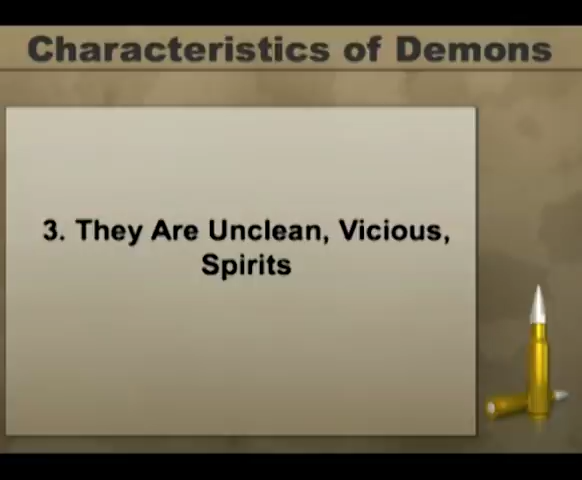 Characteristics of Demons
3. They Are Unclean, Vicious,
Spirits